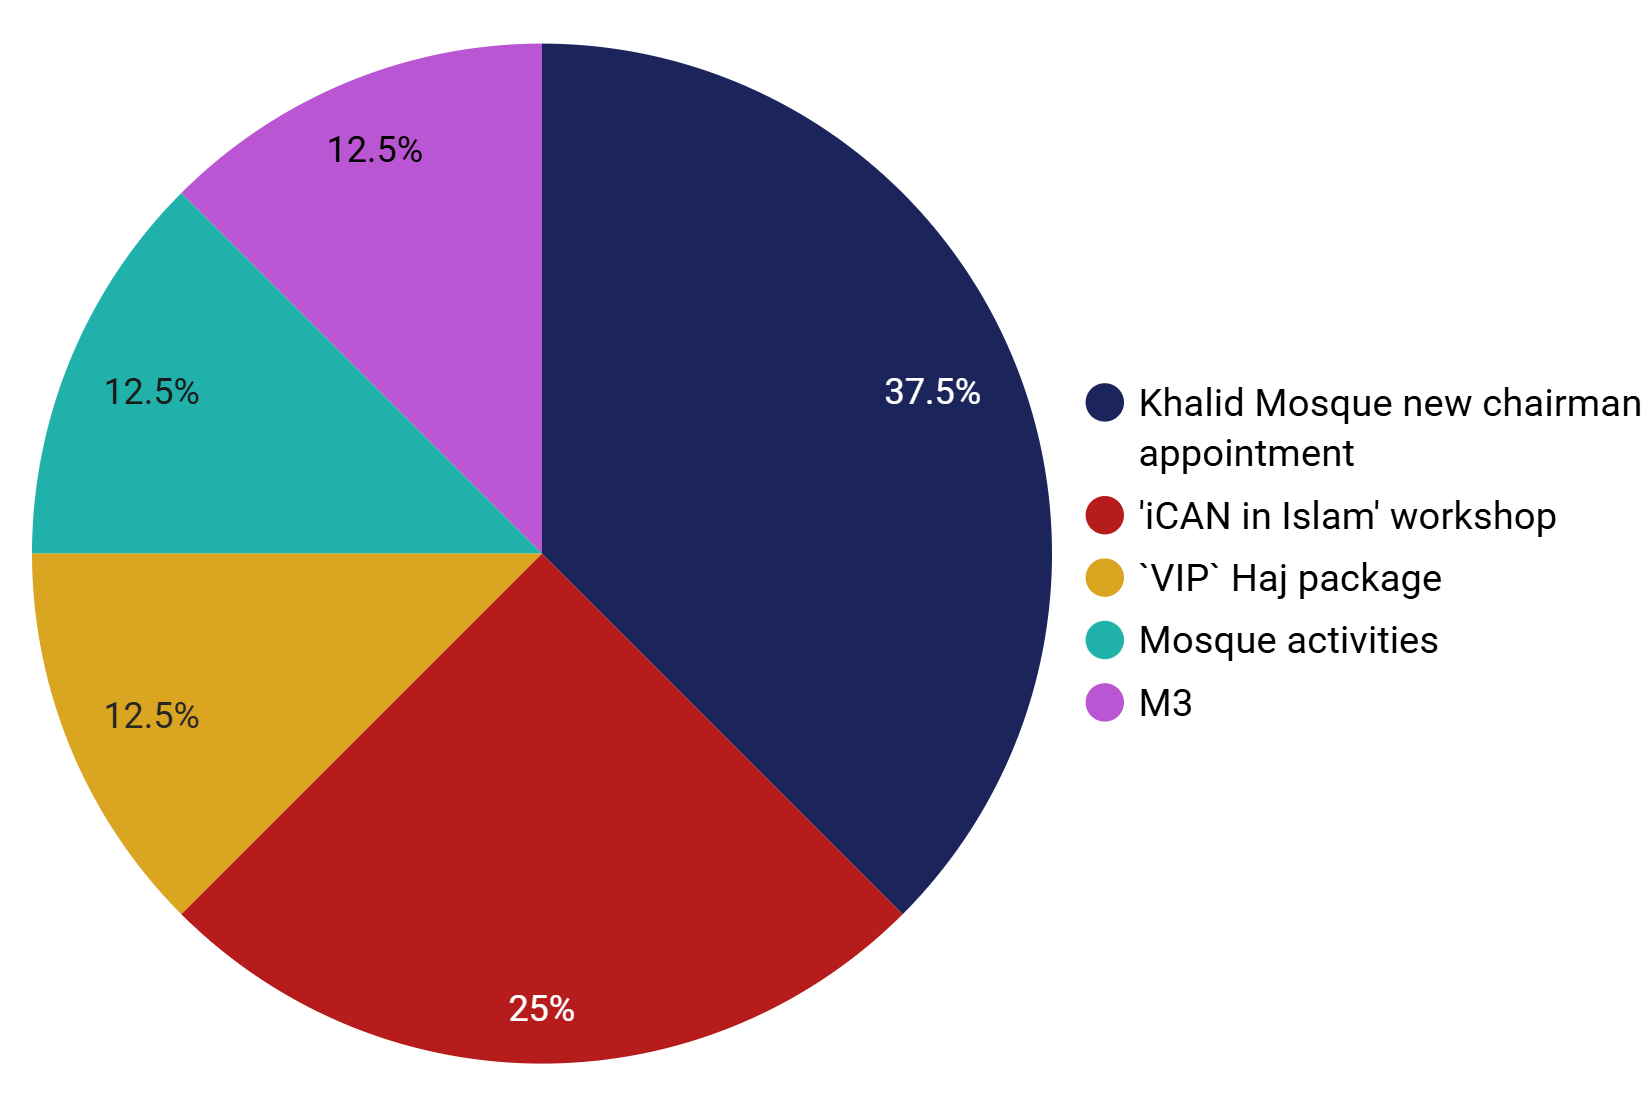 12.5%
37.5%
12.5%
12.5%
25%
Khalid Mosque new chairman
appointment
'iCAN in Islam' workshop
`VIP` Haj package
Mosque activities
M3